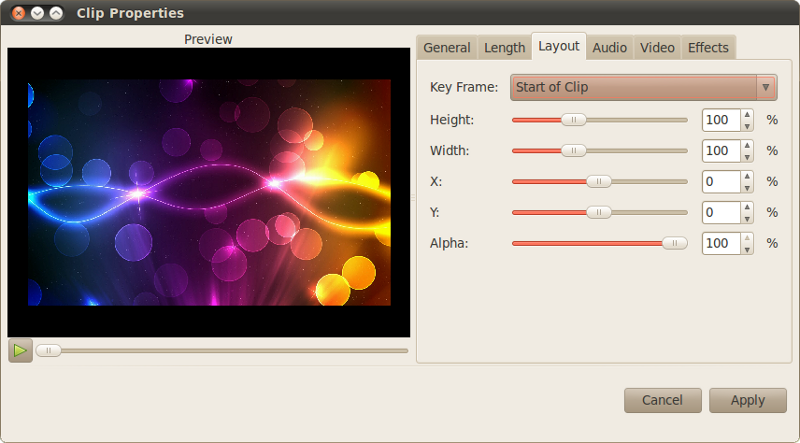 Clip Properties
Preview
General Length Layout Audio Video Effects
Key Frame: Start of Clip
Height: 100 %
Width: 100 %
X: 0 %
Y: 0 %
Alpha: 100 %
Cancel Apply